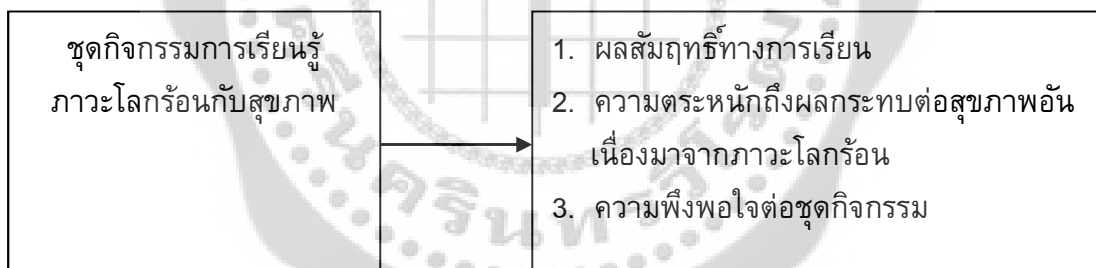 ชุดกิจกรรมการเรียนรู้
ภาวะโลกร้อนกับสุขภาพ
1. ผลสัมฤทธิ์ทางการเรียน
2. ความตระหนักถึงผลกระทบต่อสุขภาพอัน
เนื่องมาจากภาวะโลกร้อน
3. ความพึงพอใจต่อชุดกิจกรรม